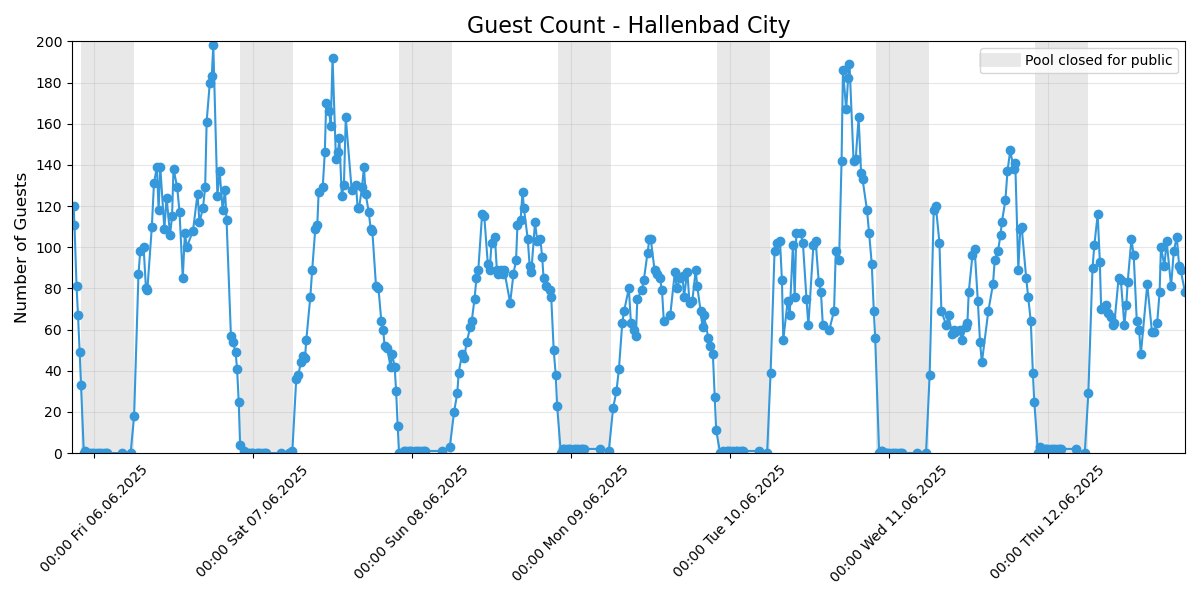 Guest Count - Hallenbad City
Pool closed for public
Number of Guests
200
180
160
140
120
100
80
60
40
20
0
00:00 Fri 06.06.2025
00:00 Sat 07.06.2025
00:00 Sun 08.06.2025
00:00 Mon 09.06.2025
00:00 Tue 10.06.2025
00:00 Wed 11.06.2025
00:00 Thu 12.06.2025